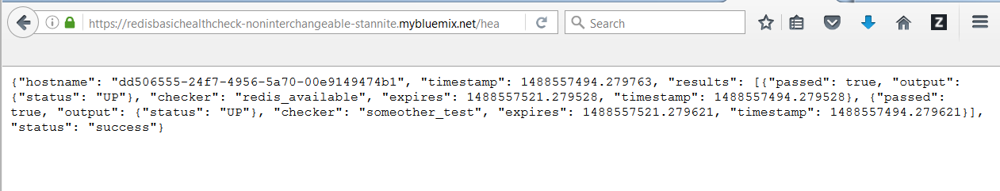 https://redisbasichealthcheck-noninterchangeable-stannite.mybluemix.net/hea
Search
Z
{"hostname": "dd506555-24f7-4956-5a70-00e9149474b1", "timestamp": 1488557494.279763, "results": [{"passed": true, "output":
{"status": "UP"}, "checker": "redis_available", "expires": 1488557521.279528, "timestamp": 1488557494.279528}, {"passed":
true, "output": {"status": "UP"}, "checker": "someother_test", "expires": 1488557521.279621, "timestamp": 1488557494.279621}],
"status": "success"}